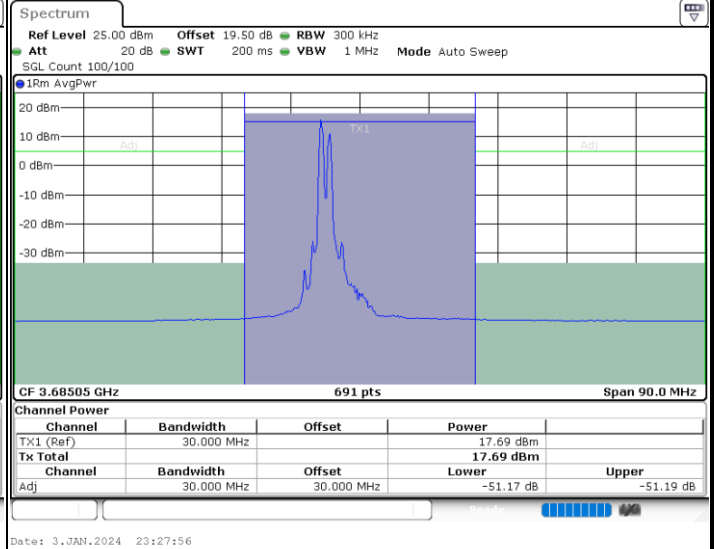 Spectrum
Ref Level 25.00 dBm Offset 19.50 dB RBW 300 kHz
Att 20 dB SWT 200 ms VBW 1 MHz Mode Auto Sweep
SGL Count 100/100
1Rm AvgPwr
20 dBm
TX1
10 dBm
Adj Adj
0 dBm
-10 dBm
-20 dBm
-30 dBm
CF 3.68505 GHz 691 pts Span 90.0 MHz
Channel Power
Channel Bandwidth Offset Power
TX1 (Ref) 30.000 MHz 17.69 dBm
Tx Total 17.69 dBm
Channel Bandwidth Offset Lower Upper
Adj 30.000 MHz 30.000 MHz -51.17 dB -51.19 dB
Ready
Date: 3.JAN.2024 23:27:56